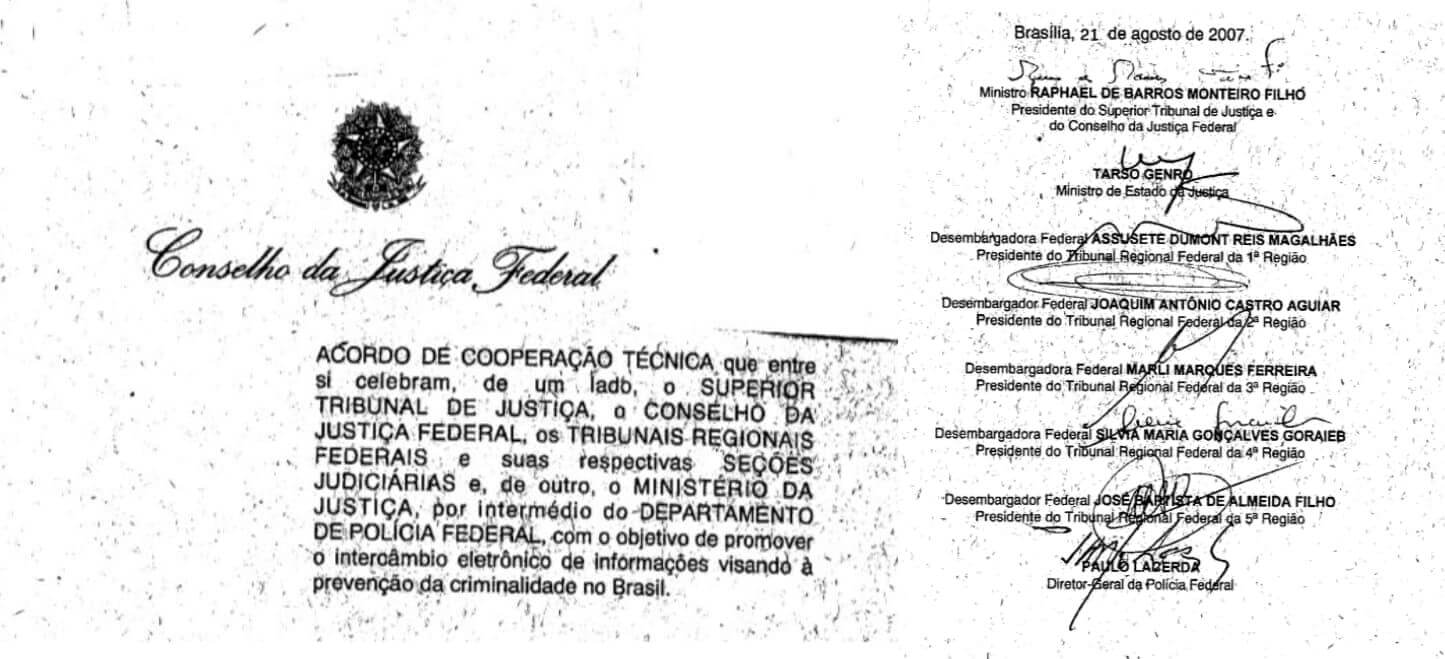 Conselho da Justiça Federal
ACORDO DE COOPERAÇÃO TÉCNICA que entre
si celebram, de um lado, o SUPERIOR
TRIBUNAL DE JUSTIÇA, o CONSELHO DA
JUSTIÇA FEDERAL, os TRIBUNAIS REGIONAIS
FEDERAIS e suas respectivas SEÇÕES
JUDICIÁRIAS e, de outro, o MINISTÉRIO DA
JUSTIÇA, por intermédio do DEPARTAMENTO
DE POLÍCIA FEDERAL, com o objetivo de promover
o intercâmbio eletrônico de informações visando à
prevenção da criminalidade no Brasil.
Brasília, 21 de agosto de 2007.
Ministro RAPHAEL DE BARROS MONTEIRO FILHO
Presidente do Superior Tribunal de Justiça e
do Conselho da Justiça Federal
TARSO GENRO
Ministro de Estado da Justiça
Desembargadora Federal ASSUSETE DUMONT REIS MAGALHÃES
Presidente do Tribunal Regional Federal da 1ª Região
Desembargador Federal JOAQUIM ANTÔNIO CASTRO AGUIAR
Presidente do Tribunal Regional Federal da 2ª Região
Desembargadora Federal MARLI MARQUES FERREIRA
Presidente do Tribunal Regional Federal da 3ª Região
Desembargadora Federal SILVIA MARIA GONÇALVES GORAIEB
Presidente do Tribunal Regional Federal da 4ª Região
Desembargador Federal JOSÉ BAPTISTA DE ALMEIDA FILHO
Presidente do Tribunal Regional Federal da 5ª Região
PAULO LACERDA
Diretor-Geral da Polícia Federal